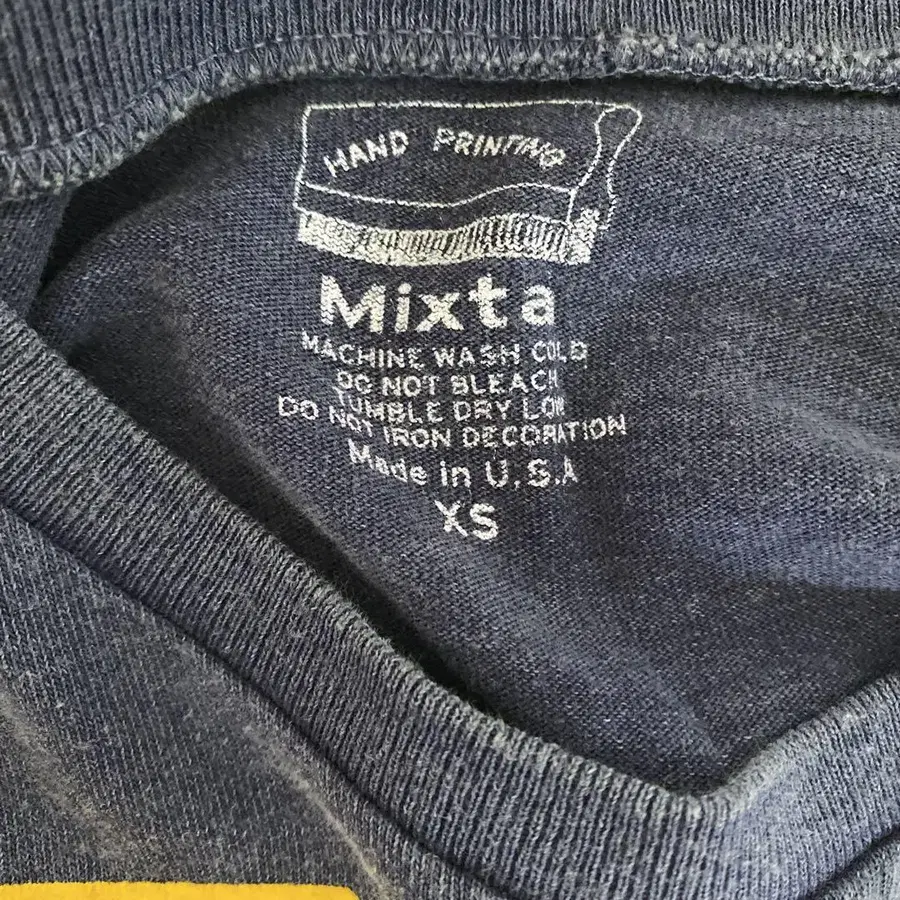 HAND PRINTING
Mixta
MACHINE WASH COLD
DO NOT BLEACH
TUMBLE DRY LOW
DO NOT IRON DECORATION
Made in U.S.A
XS